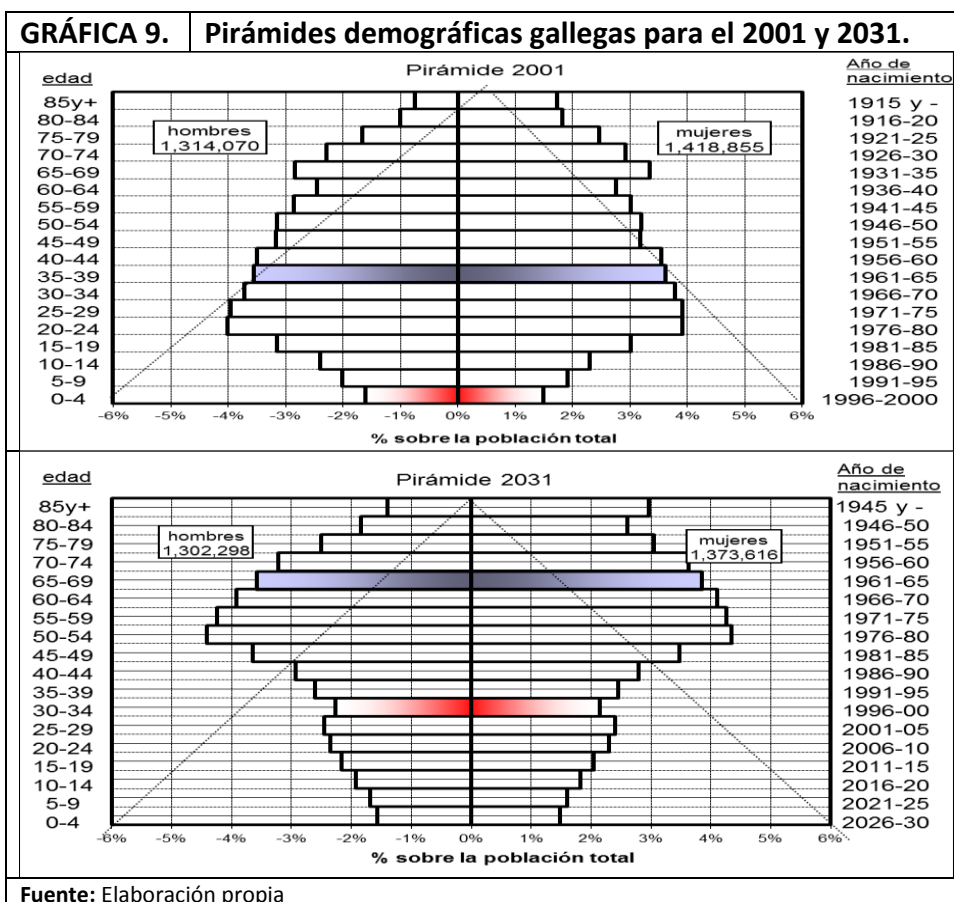 GRÁFICA 9. Pirámides demográficas gallegas para el 2001 y 2031.
Pirámide 2001
edad
Año de
nacimiento
85y+ 1915 y -
80-84 1916-20
75-79 1921-25
70-74 1926-30
65-69 1931-35
60-64 1936-40
55-59 1941-45
50-54 1946-50
45-49 1951-55
40-44 1956-60
35-39 1961-65
30-34 1966-70
25-29 1971-75
20-24 1976-80
15-19 1981-85
10-14 1986-90
5-9 1991-95
0-4 1996-2000
hombres
1,314,070
mujeres
1,418,855
-6% -5% -4% -3% -2% -1% 0% 1% 2% 3% 4% 5% 6%
% sobre la población total
Pirámide 2031
edad
Año de
nacimiento
85y+ 1945 y -
80-84 1946-50
75-79 1951-55
70-74 1956-60
65-69 1961-65
60-64 1966-70
55-59 1971-75
50-54 1976-80
45-49 1981-85
40-44 1986-90
35-39 1991-95
30-34 1996-00
25-29 2001-05
20-24 2006-10
15-19 2011-15
10-14 2016-20
5-9 2021-25
0-4 2026-30
hombres
1,302,298
mujeres
1,373,616
-6% -5% -4% -3% -2% -1% 0% 1% 2% 3% 4% 5% 6%
% sobre la población total
Fuente: Elaboración propia